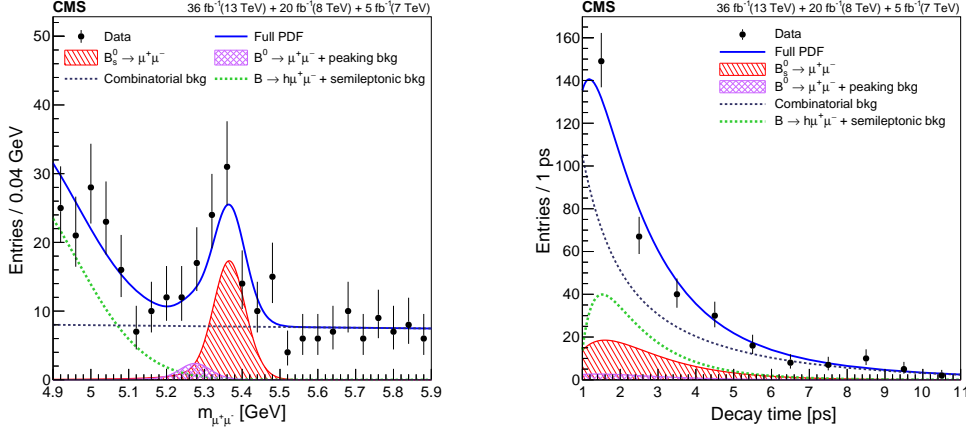 CMS 36 fb⁻¹(13 TeV) + 20 fb⁻¹(8 TeV) + 5 fb⁻¹(7 TeV)
Data
Full PDF
B⁰ₛ → μ⁺μ⁻
B⁰ → μ⁺μ⁻ + peaking bkg
Combinatorial bkg
B → hμ⁺μ⁻ + semileptonic bkg
Entries / 0.04 GeV
50
40
30
20
10
0
4.9 5 5.1 5.2 5.3 5.4 5.5 5.6 5.7 5.8 5.9
m_μ⁺μ⁻ [GeV]
CMS 36 fb⁻¹(13 TeV) + 20 fb⁻¹(8 TeV) + 5 fb⁻¹(7 TeV)
Data
Full PDF
B⁰ₛ → μ⁺μ⁻
B⁰ → μ⁺μ⁻ + peaking bkg
Combinatorial bkg
B → hμ⁺μ⁻ + semileptonic bkg
Entries / 1 ps
160
140
120
100
80
60
40
20
0
1 2 3 4 5 6 7 8 9 10 11
Decay time [ps]